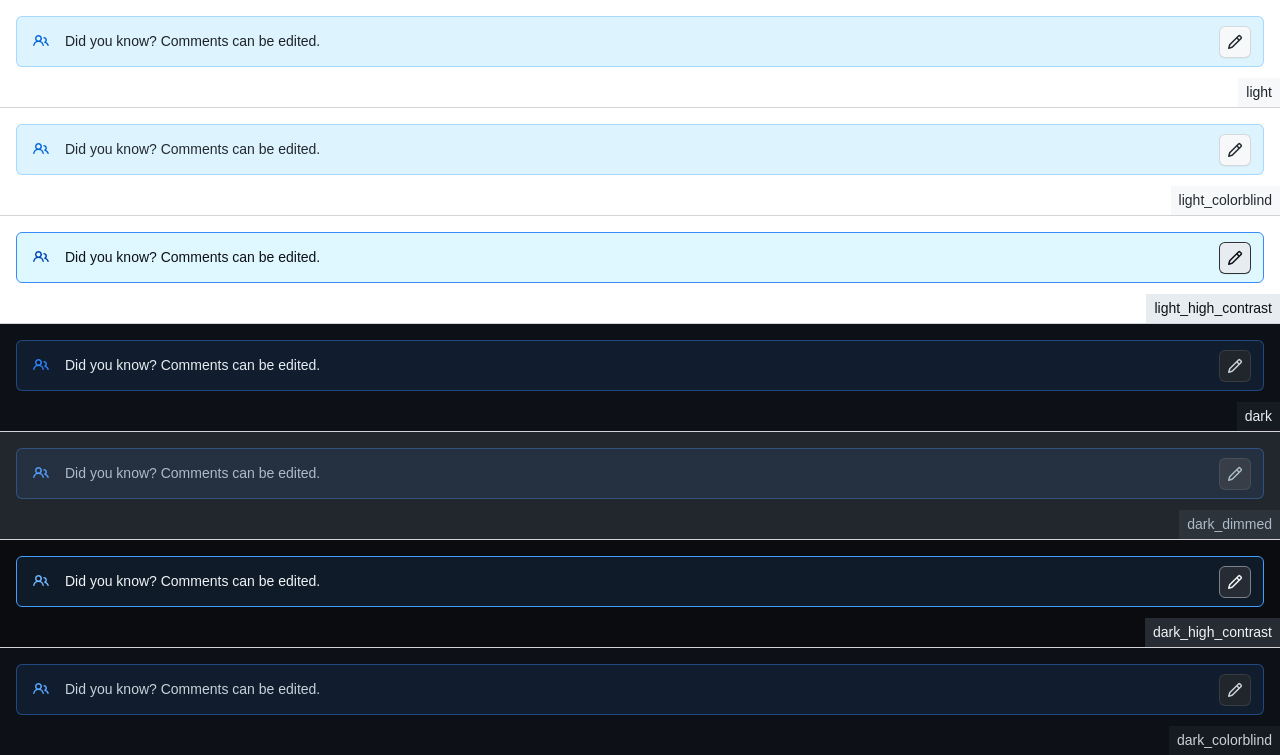 Did you know? Comments can be edited.
light
Did you know? Comments can be edited.
light_colorblind
Did you know? Comments can be edited.
light_high_contrast
Did you know? Comments can be edited.
dark
Did you know? Comments can be edited.
dark_dimmed
Did you know? Comments can be edited.
dark_high_contrast
Did you know? Comments can be edited.
dark_colorblind